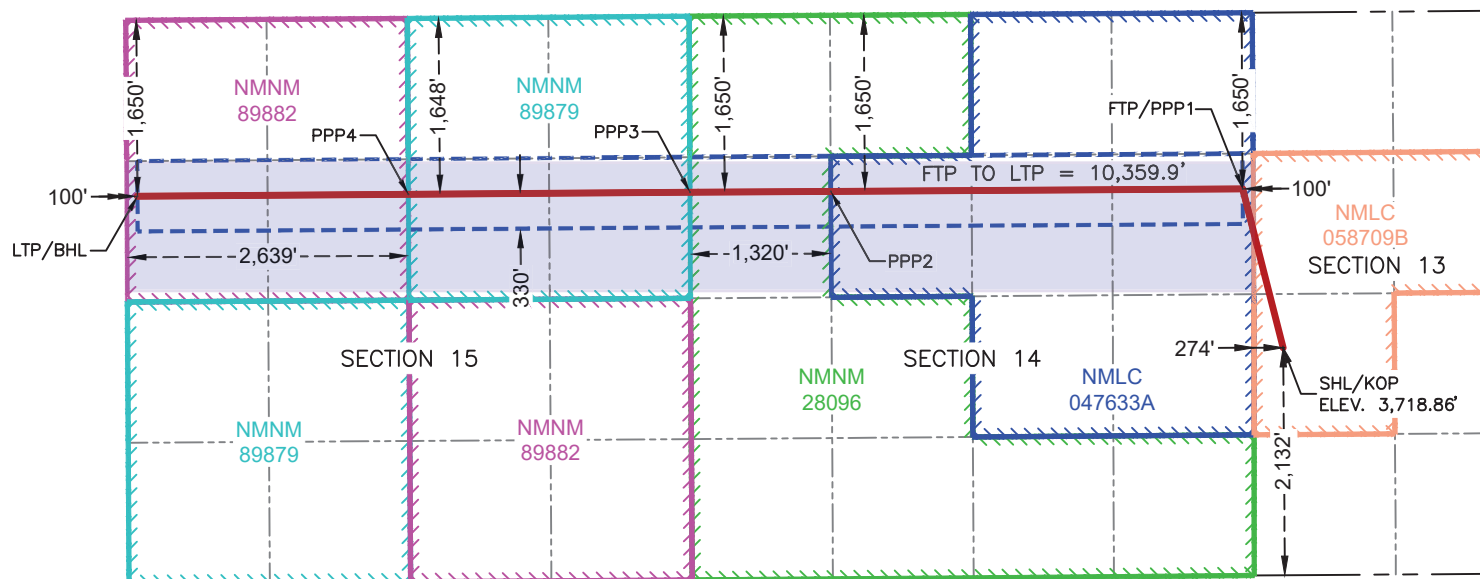 1,650'
NMNM
89882
PPP4
1,648'
NMNM
89879
PPP3
1,650'
1,650'
FTP/PPP1
1,650'
FTP TO LTP = 10,359.9'
100'
100'
LTP/BHL
2,639'
330'
1,320'
PPP2
NMLC
058709B
SECTION 13
SECTION 15
SECTION 14
274'
NMNM
28096
NMLC
047633A
SHL/KOP
ELEV. 3,718.86'
NMNM
89879
NMNM
89882
2,132'